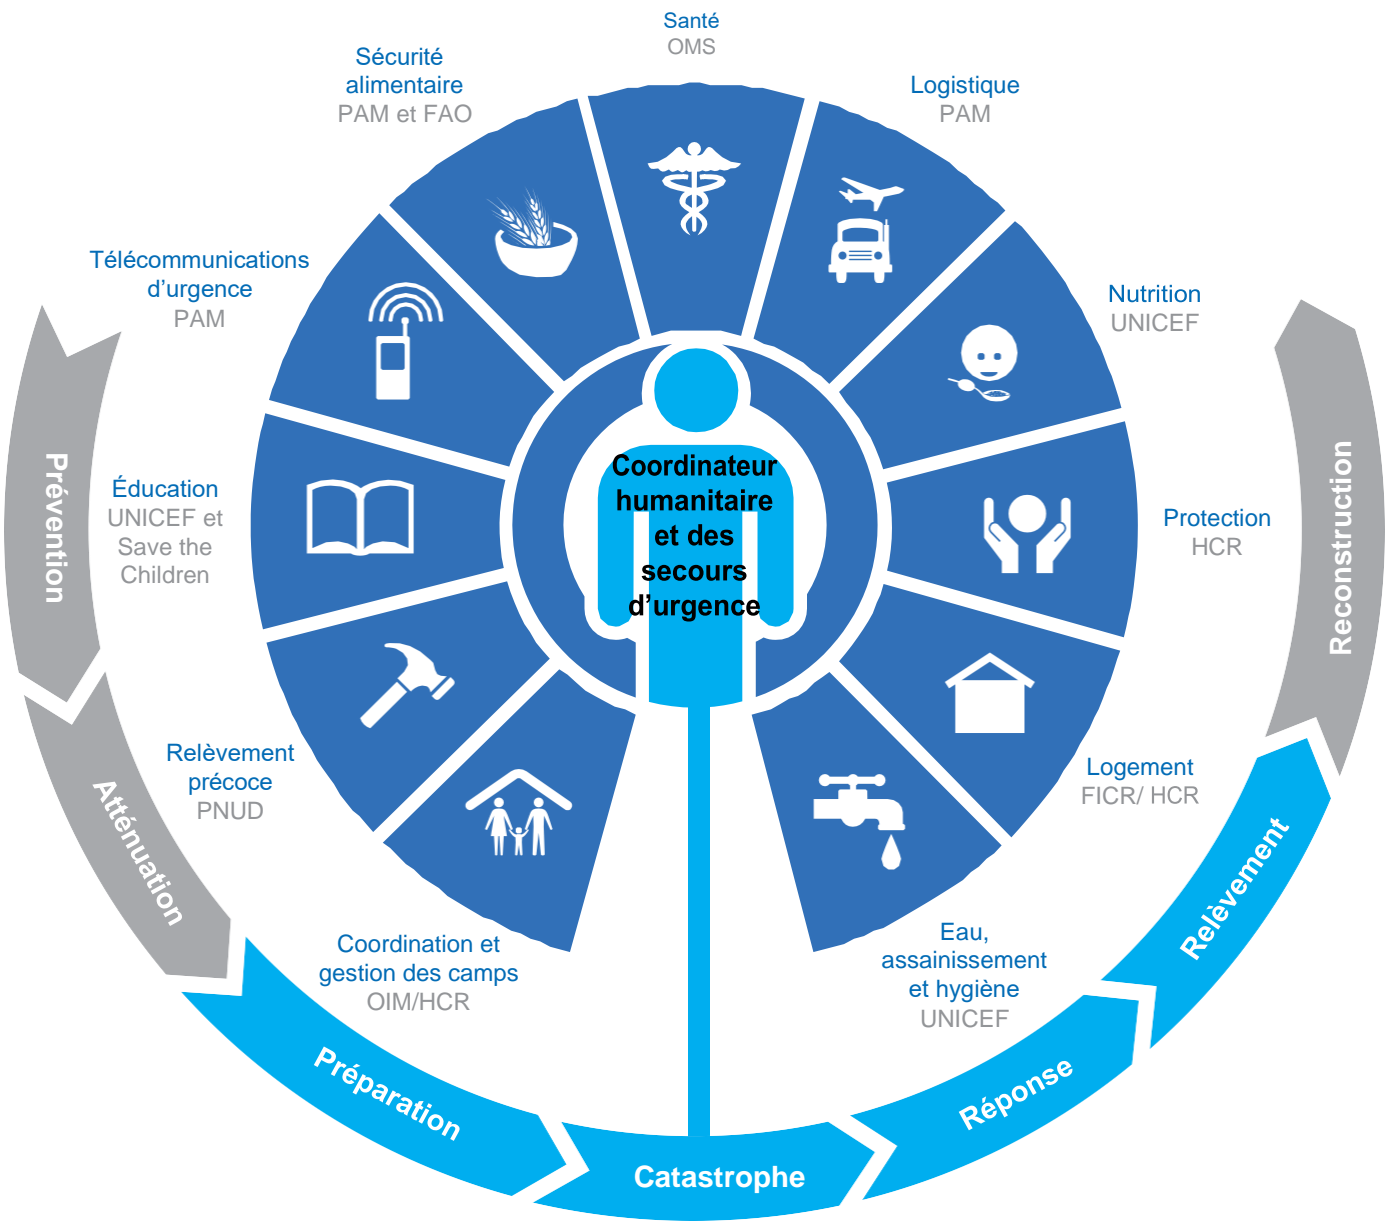 Santé
OMS
Sécurité
alimentaire
PAM et FAO
Logistique
PAM
Télécommunications
d’urgence
PAM
Nutrition
UNICEF
Éducation
UNICEF et
Save the
Children
Protection
HCR
Coordinateur
humanitaire
et des
secours
d’urgence
Relèvement
précoce
PNUD
Logement
FICR/ HCR
Coordination et
gestion des camps
OIM/HCR
Eau,
assainissement
et hygiène
UNICEF
Prévention
Atténuation
Préparation
Catastrophe
Réponse
Relèvement
Reconstruction